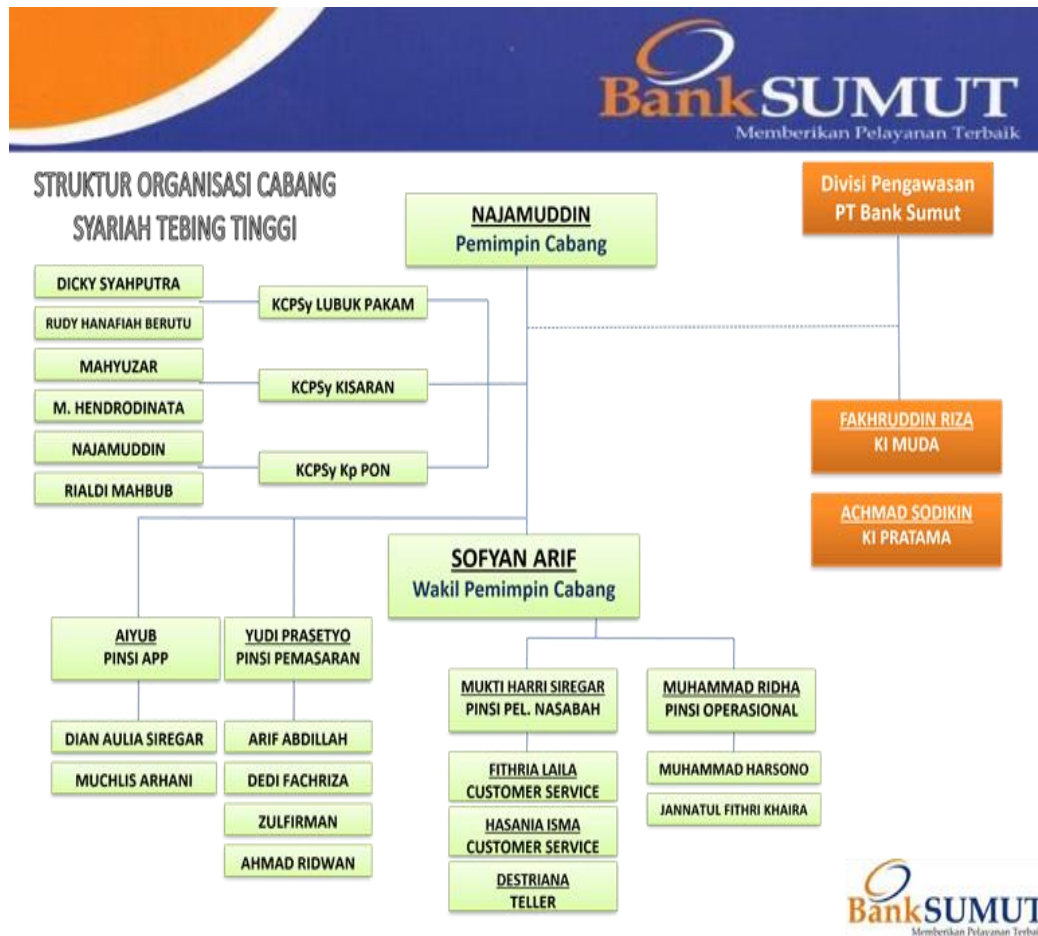 BankSUMUT
Memberikan Pelayanan Terbaik
STRUKTUR ORGANISASI CABANG
SYARIAH TEBING TINGGI
NAJAMUDDIN
Pemimpin Cabang
Divisi Pengawasan
PT Bank Sumut
DICKY SYAHPUTRA
RUDY HANAFIAH BERUTU
KCPSy LUBUK PAKAM
MAHYUZAR
M. HENDRODINATA
KCPSy KISARAN
NAJAMUDDIN
RIALDI MAHBUB
KCPSy Kp PON
FAKHRUDDIN RIZA
KI MUDA
ACHMAD SODIKIN
KI PRATAMA
SOFYAN ARIF
Wakil Pemimpin Cabang
AIYUB
PINSI APP
DIAN AULIA SIREGAR
MUCHLIS ARHANI
YUDI PRASETYO
PINSI PEMASARAN
ARIF ABDILLAH
DEDI FACHRIZA
ZULFIRMAN
AHMAD RIDWAN
MUKTI HARRI SIREGAR
PINSI PEL. NASABAH
FITHRIA LAILA
CUSTOMER SERVICE
HASANIA ISMA
CUSTOMER SERVICE
DESTRIANA
TELLER
MUHAMMAD RIDHA
PINSI OPERASIONAL
MUHAMMAD HARSONO
JANNATUL FITHRI KHAIRA
BankSUMUT
Memberikan Pelayanan Terbai